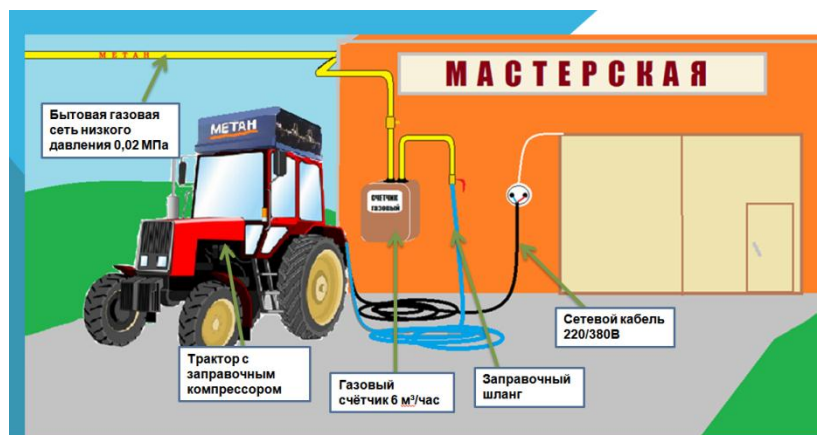 МЕТАН
МАСТЕРСКАЯ
Бытовая газовая
сеть низкого
давления 0,02 МПа
МЕТАН
СЧЕТЧИК
газовый
Сетевой кабель
220/380В
Трактор с
заправочным
компрессором
Газовый
счётчик 6 м³/час
Заправочный
шланг